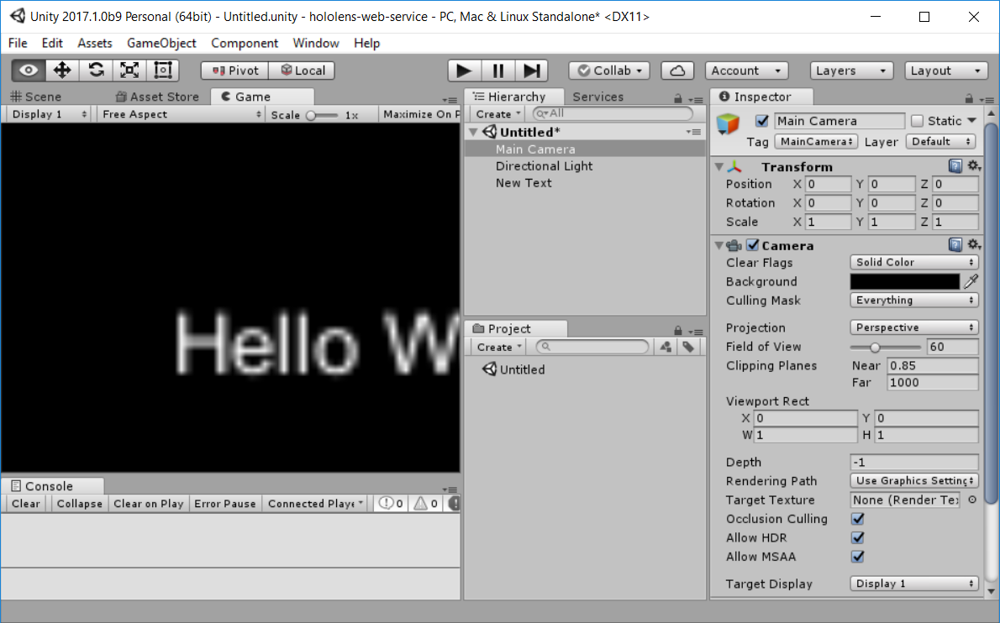 Unity 2017.1.0b9 Personal (64bit) - Untitled.unity - hololens-web-service - PC, Mac & Linux Standalone* <DX11>
File Edit Assets GameObject Component Window Help
Pivot Local Collab Account Layers Layout
Scene Asset Store Game
Display 1 Free Aspect Scale 1x Maximize On P
Hello W
Console
Clear Collapse Clear on Play Error Pause Connected Playe 0 0
Hierarchy Services
Create All
Untitled*
Main Camera
Directional Light
New Text
Project
Create
Untitled
Inspector
Main Camera Static
Tag MainCamera Layer Default
Transform
Position X 0 Y 0 Z 0
Rotation X 0 Y 0 Z 0
Scale X 1 Y 1 Z 1
Camera
Clear Flags Solid Color
Background
Culling Mask Everything
Projection Perspective
Field of View 60
Clipping Planes Near 0.85
Far 1000
Viewport Rect
X 0 Y 0
W 1 H 1
Depth -1
Rendering Path Use Graphics Setting
Target Texture None (Render Te
Occlusion Culling
Allow HDR
Allow MSAA
Target Display Display 1